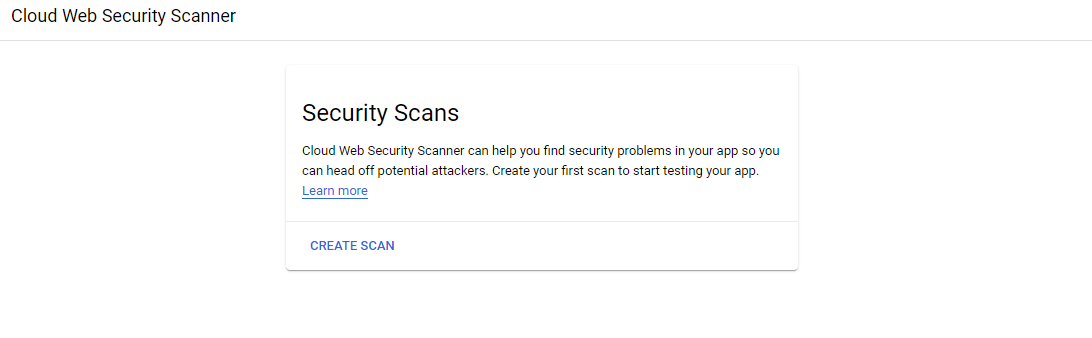 Cloud Web Security Scanner
Security Scans
Cloud Web Security Scanner can help you find security problems in your app so you
can head off potential attackers. Create your first scan to start testing your app.
Learn more
CREATE SCAN